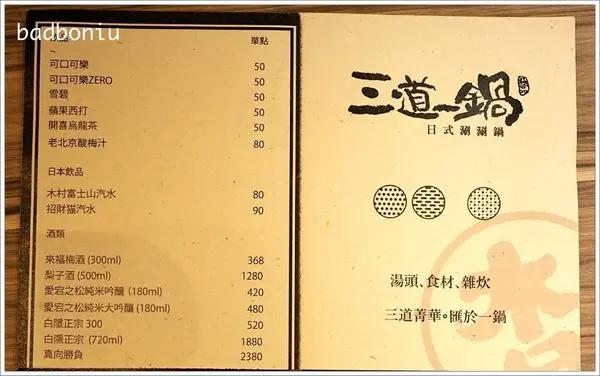 badboniu
單點
可口可樂 50
可口可樂ZERO 50
雪碧 50
蘋果西打 50
開喜烏龍茶 50
老北京酸梅汁 80
日本飲品
木村富士山汽水 80
招財猫汽水 90
酒類
來福梅酒 (300ml) 368
梨子酒 (500ml) 1280
愛宕之松純米吟釀 (180ml) 420
愛宕之松純米大吟釀 (180ml) 480
白隱正宗 300 520
白隱正宗 (720ml) 1880
真向勝負 2380
三道一鍋
日式涮涮鍋
湯頭、食材、雜炊
三道菁華。匯於一鍋